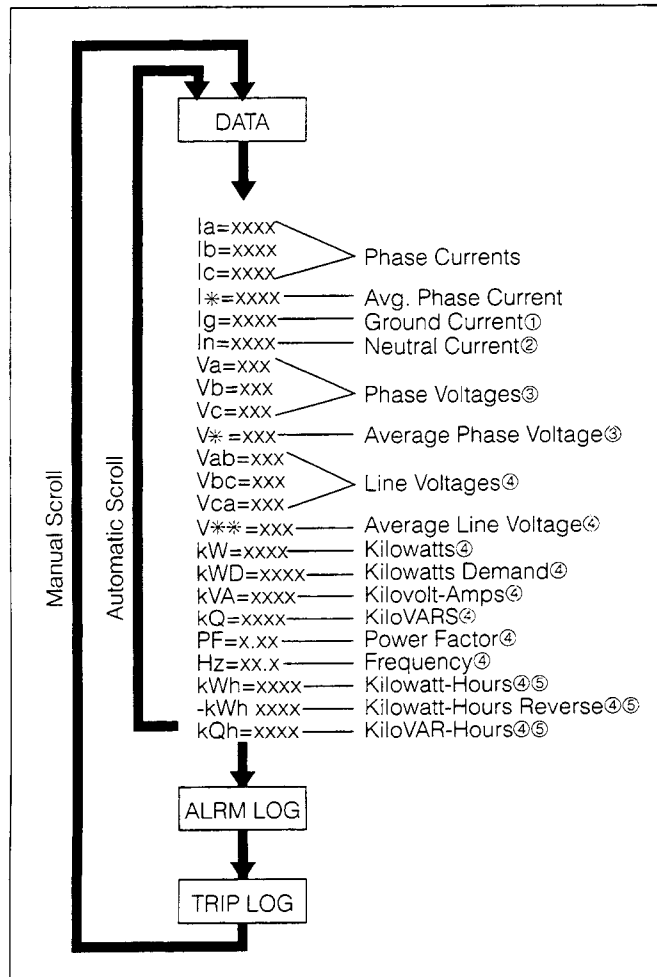 DATA
Ia=xxxx
Ib=xxxx
Ic=xxxx
Phase Currents
I*=xxxx Avg. Phase Current
Ig=xxxx Ground Current①
In=xxxx Neutral Current②
Va=xxx
Vb=xxx
Vc=xxx
Phase Voltages③
V*=xxx Average Phase Voltage③
Vab=xxx
Vbc=xxx
Vca=xxx
Line Voltages④
V**=xxx Average Line Voltage④
kW=xxxx Kilowatts④
kWD=xxxx Kilowatts Demand④
kVA=xxxx Kilovolt-Amps④
kQ=xxxx KiloVARS④
PF=x.xx Power Factor④
Hz=xx.x Frequency④
kWh=xxxx Kilowatt-Hours④⑤
-kWh xxxx Kilowatt-Hours Reverse④⑤
kQh=xxxx KiloVAR-Hours④⑤
Manual Scroll
Automatic Scroll
ALRM LOG
TRIP LOG